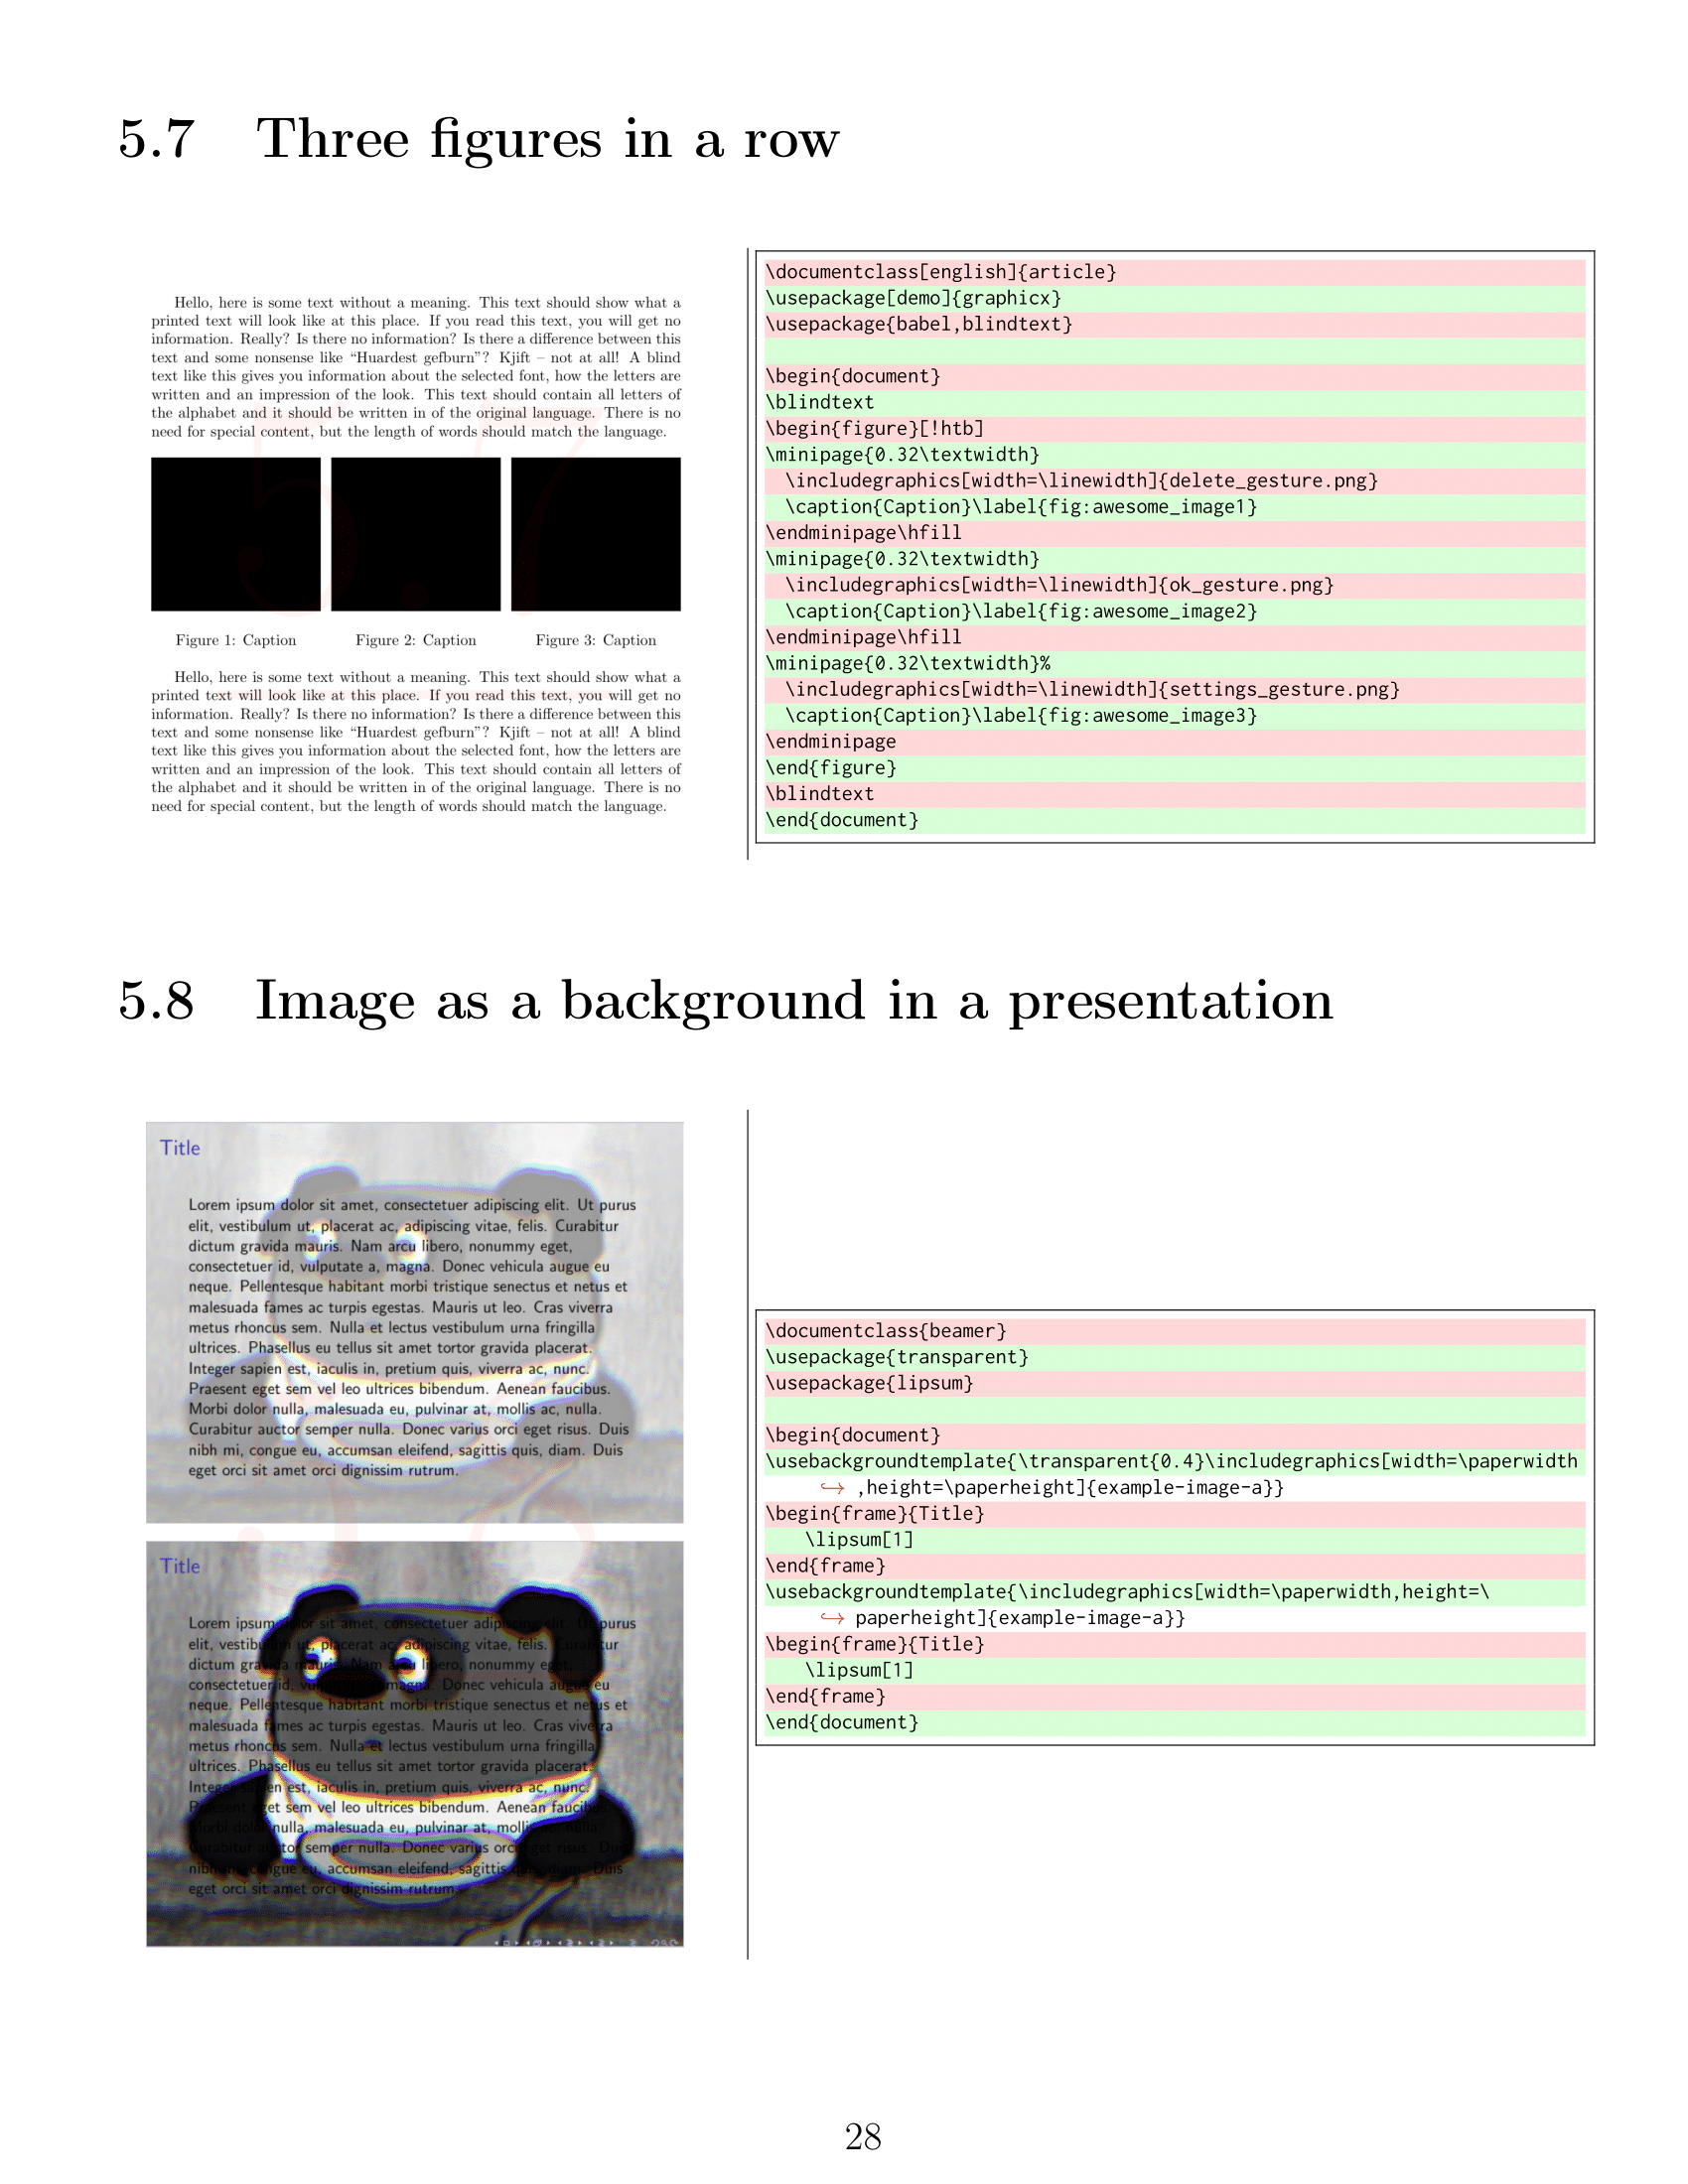 5.7 Three figures in a row
Hello, here is some text without a meaning. This text should show what a
printed text will look like at this place. If you read this text, you will get no
information. Really? Is there no information? Is there a difference between this
text and some nonsense like “Huardest gefburn”? Kjift – not at all! A blind
text like this gives you information about the selected font, how the letters are
written and an impression of the look. This text should contain all letters of
the alphabet and it should be written in of the original language. There is no
need for special content, but the length of words should match the language.
5.7
Figure 1: Caption
Figure 2: Caption
Figure 3: Caption
Hello, here is some text without a meaning. This text should show what a
printed text will look like at this place. If you read this text, you will get no
information. Really? Is there no information? Is there a difference between this
text and some nonsense like “Huardest gefburn”? Kjift – not at all! A blind
text like this gives you information about the selected font, how the letters are
written and an impression of the look. This text should contain all letters of
the alphabet and it should be written in of the original language. There is no
need for special content, but the length of words should match the language.
\documentclass[english]{article}
\usepackage[demo]{graphicx}
\usepackage{babel,blindtext}
\begin{document}
\blindtext
\begin{figure}[!htb]
\minipage{0.32\textwidth}
\includegraphics[width=\linewidth]{delete_gesture.png}
\caption{Caption}\label{fig:awesome_image1}
\endminipage\hfill
\minipage{0.32\textwidth}
\includegraphics[width=\linewidth]{ok_gesture.png}
\caption{Caption}\label{fig:awesome_image2}
\endminipage\hfill
\minipage{0.32\textwidth}%
\includegraphics[width=\linewidth]{settings_gesture.png}
\caption{Caption}\label{fig:awesome_image3}
\endminipage
\end{figure}
\blindtext
\end{document}
5.8 Image as a background in a presentation
Title
Lorem ipsum dolor sit amet, consectetuer adipiscing elit. Ut purus
elit, vestibulum ut, placerat ac, adipiscing vitae, felis. Curabitur
dictum gravida mauris. Nam arcu libero, nonummy eget,
consectetuer id, vulputate a, magna. Donec vehicula augue eu
neque. Pellentesque habitant morbi tristique senectus et netus et
malesuada fames ac turpis egestas. Mauris ut leo. Cras viverra
metus rhoncus sem. Nulla et lectus vestibulum urna fringilla
ultrices. Phasellus eu tellus sit amet tortor gravida placerat.
Integer sapien est, iaculis in, pretium quis, viverra ac, nunc.
Praesent eget sem vel leo ultrices bibendum. Aenean faucibus.
Morbi dolor nulla, malesuada eu, pulvinar at, mollis ac, nulla.
Curabitur auctor semper nulla. Donec varius orci eget risus. Duis
nibh mi, congue eu, accumsan eleifend, sagittis quis, diam. Duis
eget orci sit amet orci dignissim rutrum.
5.8
Title
Lorem ipsum dolor sit amet, consectetuer adipiscing elit. Ut purus
elit, vestibulum ut, placerat ac, adipiscing vitae, felis. Curabitur
dictum gravida mauris. Nam arcu libero, nonummy eget,
consectetuer id, magna. Donec vehicula augue eu
neque. Pellentesque habitant morbi tristique senectus et netus et
malesuada fames ac turpis egestas. Mauris ut leo. Cras viverra
metus rhoncus sem. Nulla et lectus vestibulum urna fringilla
ultrices. Phasellus eu tellus sit amet tortor gravida placerat.
Integer sapien est, iaculis in, pretium quis, viverra ac, nunc.
Praesent eget sem vel leo ultrices bibendum. Aenean faucibus.
Morbi dolor nulla, malesuada eu, pulvinar at, mollis nulla.
Curabitur auctor semper nulla. Donec varius orci eget risus. Duis
nibh mi, congue eu, accumsan eleifend, sagittis quis, diam. Duis
eget orci sit amet orci dignissim rutrum.
\documentclass{beamer}
\usepackage{transparent}
\usepackage{lipsum}
\begin{document}
\usebackgroundtemplate{\transparent{0.4}\includegraphics[width=\paperwidth
↪ ,height=\paperheight]{example-image-a}}
\begin{frame}{Title}
\lipsum[1]
\end{frame}
\usebackgroundtemplate{\includegraphics[width=\paperwidth,height=\
↪ paperheight]{example-image-a}}
\begin{frame}{Title}
\lipsum[1]
\end{frame}
\end{document}
28